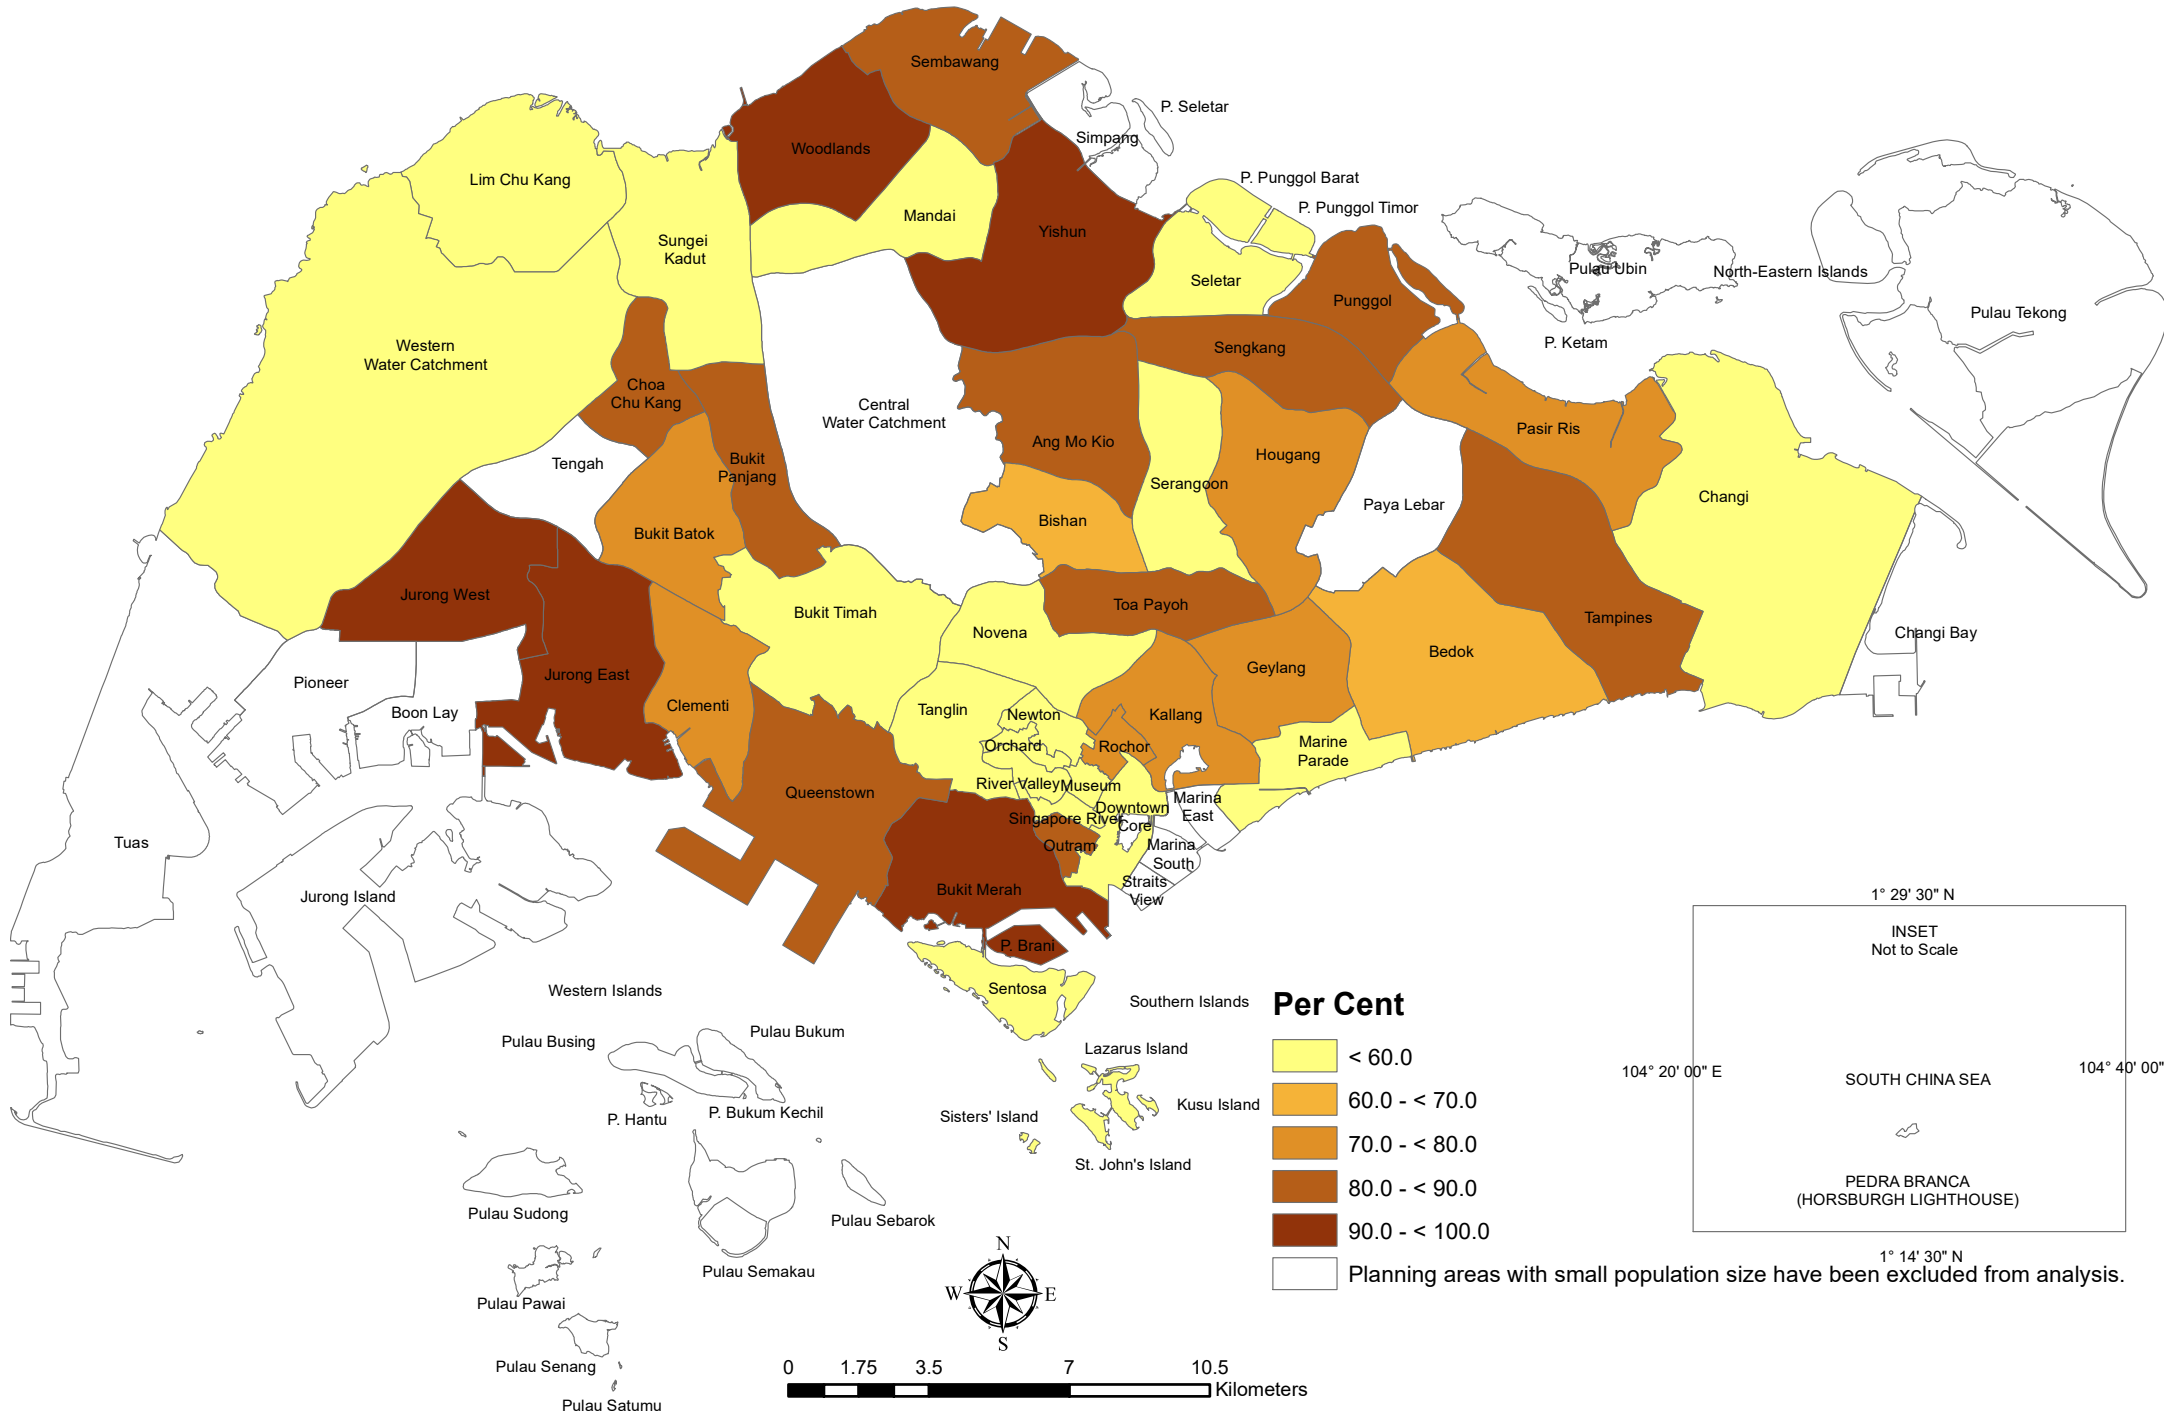 Sembawang
P. Seletar
Simpang
Woodlands
Lim Chu Kang
P. Punggol Barat
P. Punggol Timor
Mandai
Yishun
Sungei
Kadut
Seletar
Pulau Ubin
North-Eastern Islands
Punggol
Pulau Tekong
Western
Water Catchment
Sengkang
P. Ketam
Choa
Chu Kang
Central
Water Catchment
Ang Mo Kio
Pasir Ris
Hougang
Tengah
Bukit
Panjang
Serangoon
Changi
Paya Lebar
Bishan
Bukit Batok
Jurong West
Toa Payoh
Bukit Timah
Tampines
Novena
Changi Bay
Bedok
Geylang
Jurong East
Pioneer
Clementi
Tanglin
Boon Lay
Newton
Kallang
Orchard
Rochor
Marine
Parade
River Valley
Museum
Queenstown
Marina
East
Downtown
Core
Singapore River
Tuas
Outram
Marina
South
Straits
View
Bukit Merah
Jurong Island
P. Brani
Sentosa
Western Islands
Southern Islands
Pulau Bukum
Pulau Busing
Lazarus Island
P. Hantu
P. Bukum Kechil
Sisters' Island
Kusu Island
St. John's Island
Pulau Sudong
Pulau Sebarok
Pulau Semakau
Pulau Pawai
Pulau Senang
Pulau Satumu
N
W
E
S
0
1.75
3.5
7
10.5
Kilometers
Per Cent
< 60.0
60.0 - < 70.0
70.0 - < 80.0
80.0 - < 90.0
90.0 - < 100.0
Planning areas with small population size have been excluded from analysis.
1° 29' 30" N
INSET
Not to Scale
104° 20' 00" E
104° 40' 00"
SOUTH CHINA SEA
PEDRA BRANCA
(HORSBURGH LIGHTHOUSE)
1° 14' 30" N